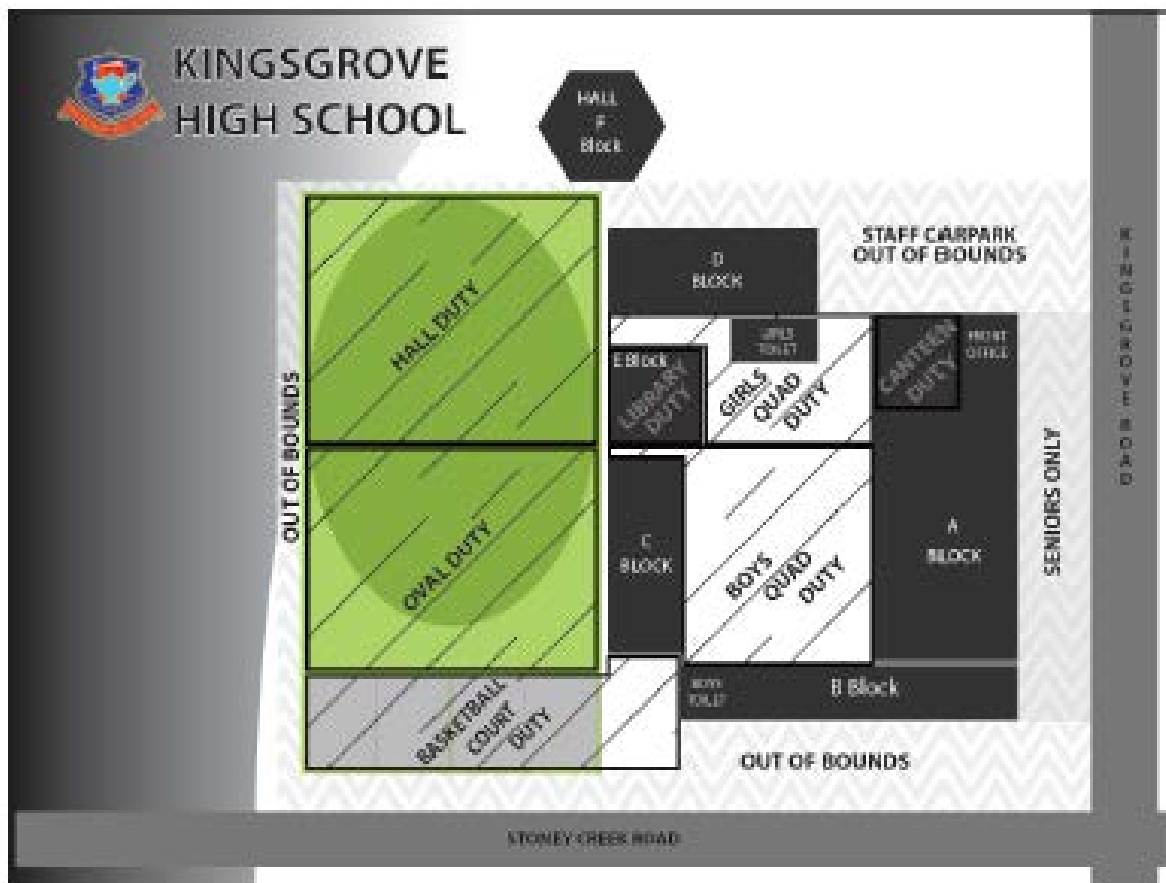 KINGSGROVE
HIGH SCHOOL
HALL
F
Block
STAFF CARPARK
OUT OF BOUNDS
D
BLOCK
GIRLS
TOILET
FRONT
OFFICE
CANTEEN
DUTY
E Block
LIBRARY
DUTY
GIRLS
QUAD
DUTY
HALL DUTY
OUT OF BOUNDS
OVAL DUTY
C
BLOCK
BOYS
QUAD
DUTY
A
BLOCK
SENIORS ONLY
KINGSGROVE ROAD
BASKETBALL
COURT
DUTY
BOYS
TOILET
B Block
OUT OF BOUNDS
STONEY CREEK ROAD